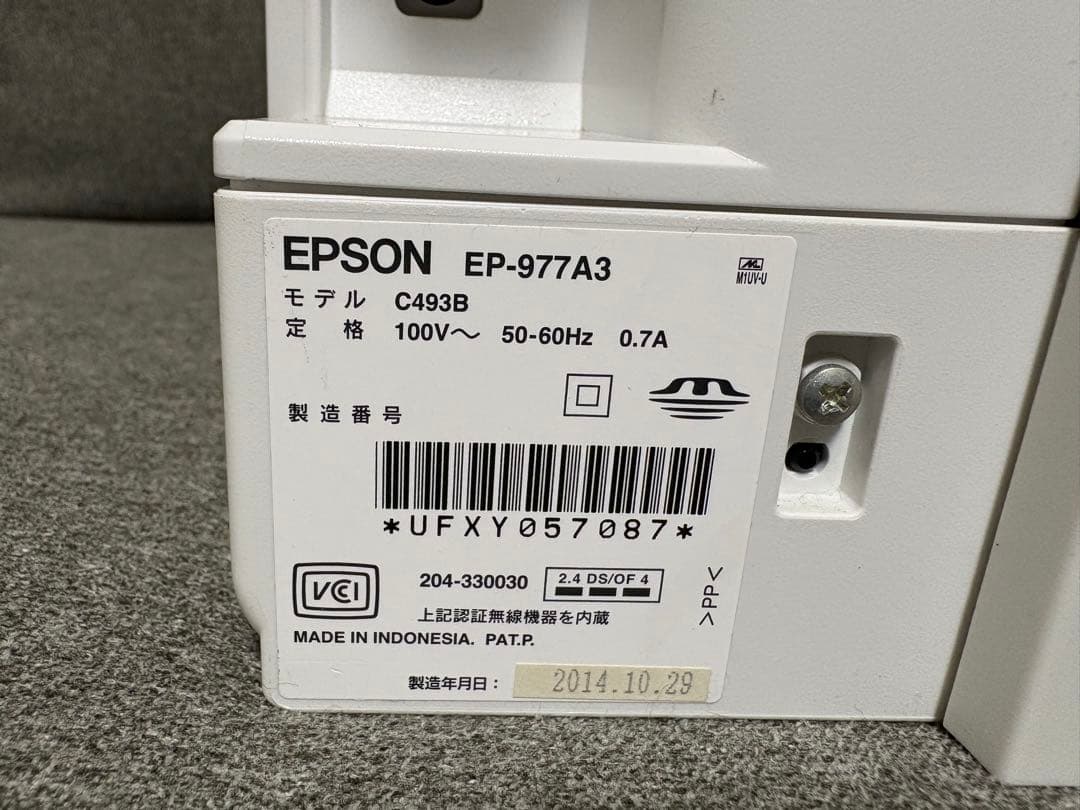 EPSON EP-977A3
M1UV-U
モデル C493B
定 格 100V～ 50-60Hz 0.7A
製造番号
*UFXY057087*
VCI 204-330030 2.4 DS/OF 4
上記認証無線機器を内蔵
>PP<
MADE IN INDONESIA. PAT.P.
製造年月日： 2014.10.29